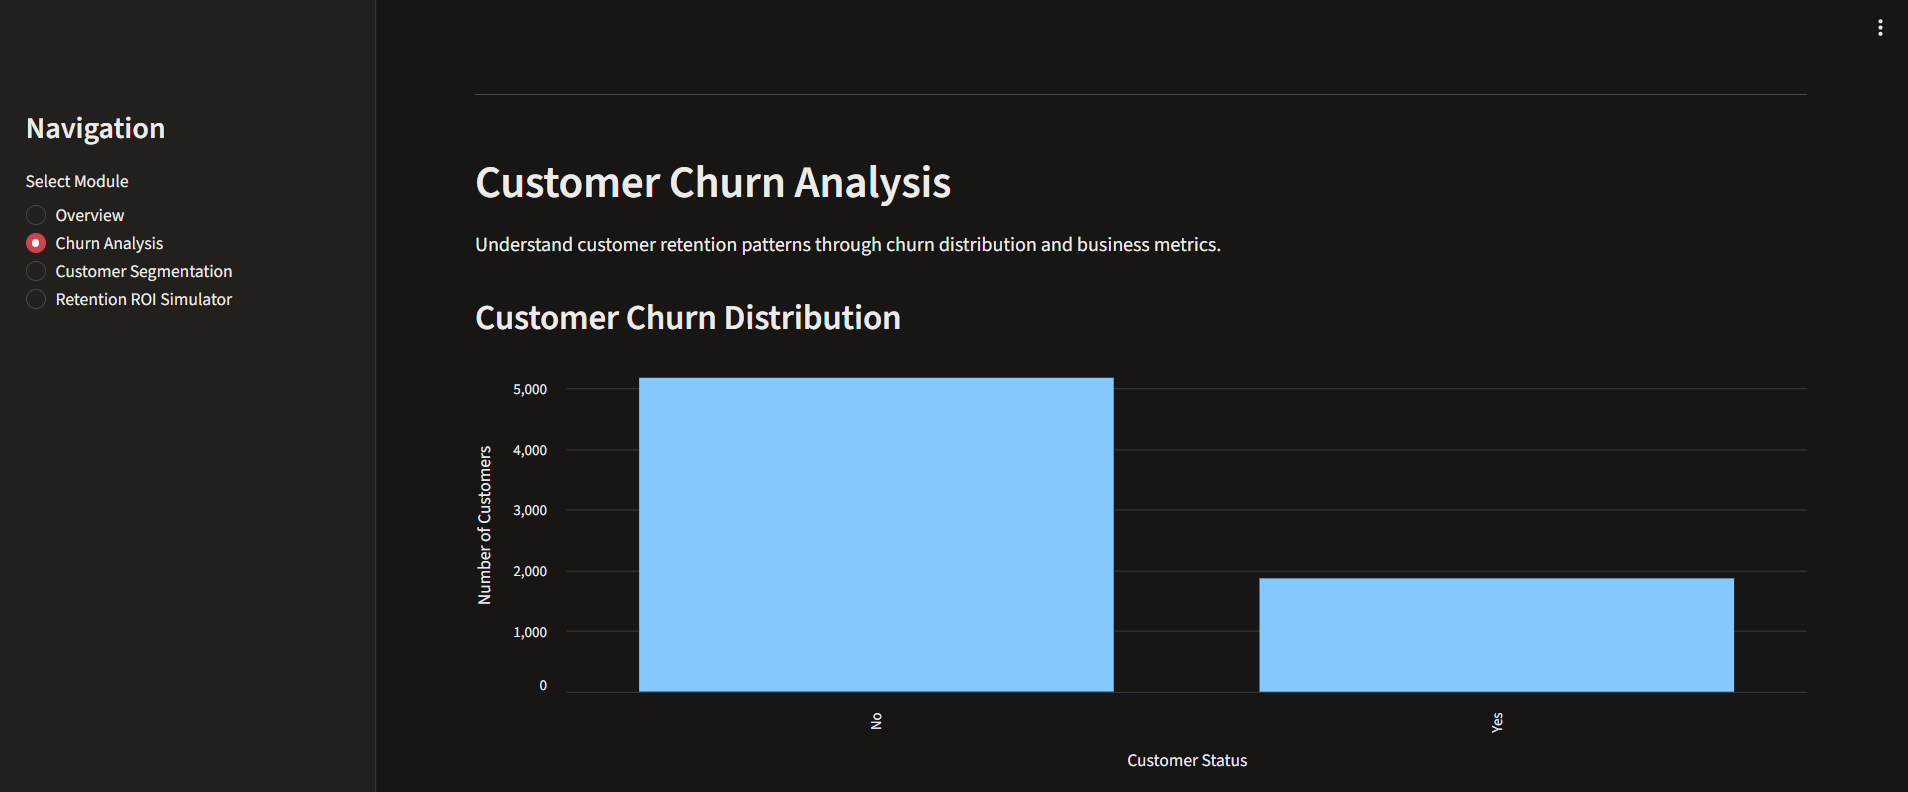 Navigation
Select Module
Overview
Churn Analysis
Customer Segmentation
Retention ROI Simulator
Customer Churn Analysis
Understand customer retention patterns through churn distribution and business metrics.
Customer Churn Distribution
Number of Customers
5,000
4,000
3,000
2,000
1,000
0
No
Yes
Customer Status